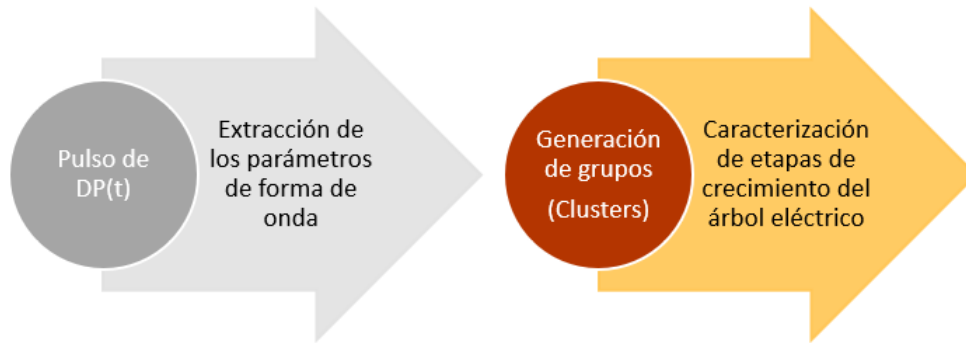 Pulso de
DP(t)
Extracción de
los parámetros
de forma de
onda
Generación
de grupos
(Clusters)
Caracterización
de etapas de
crecimiento del
árbol eléctrico